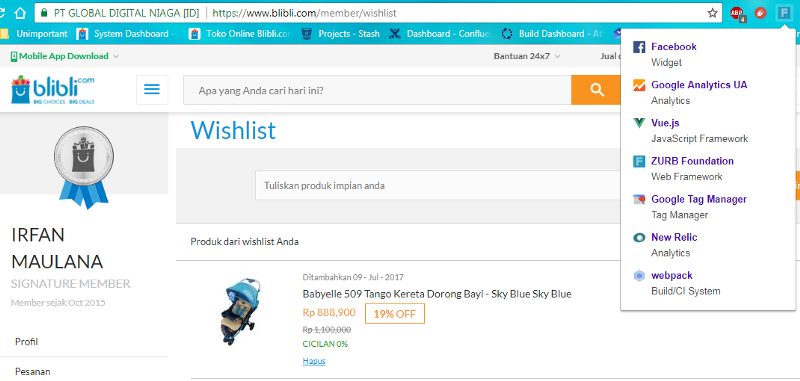 PT GLOBAL DIGITAL NIAGA [ID] https://www.blibli.com/member/wishlist
ABP 4 F
Unimportant System Dashboard - Toko Online Blibli.co Projects - Stash Dashboard - Conflue Build Dashboard - At
Mobile App Download Bantuan 24x7 Jual d
blibli.com
BIG CHOICES BIG DEALS
Apa yang Anda cari hari ini?
Facebook
Widget
Google Analytics UA
Analytics
Vue.js
JavaScript Framework
ZURB Foundation
Web Framework
Google Tag Manager
Tag Manager
New Relic
Analytics
webpack
Build/CI System
Wishlist
Tuliskan produk impian anda
IRFAN
MAULANA
SIGNATURE MEMBER
Member sejak Oct 2015
Profil
Pesanan
Produk dari wishlist Anda
Ditambahkan 09 - Jul - 2017
Babyelle 509 Tango Kereta Dorong Bayi - Sky Blue Sky Blue
Rp 888,900 19% OFF
Rp 1,100,000
CICILAN 0%
Hapus